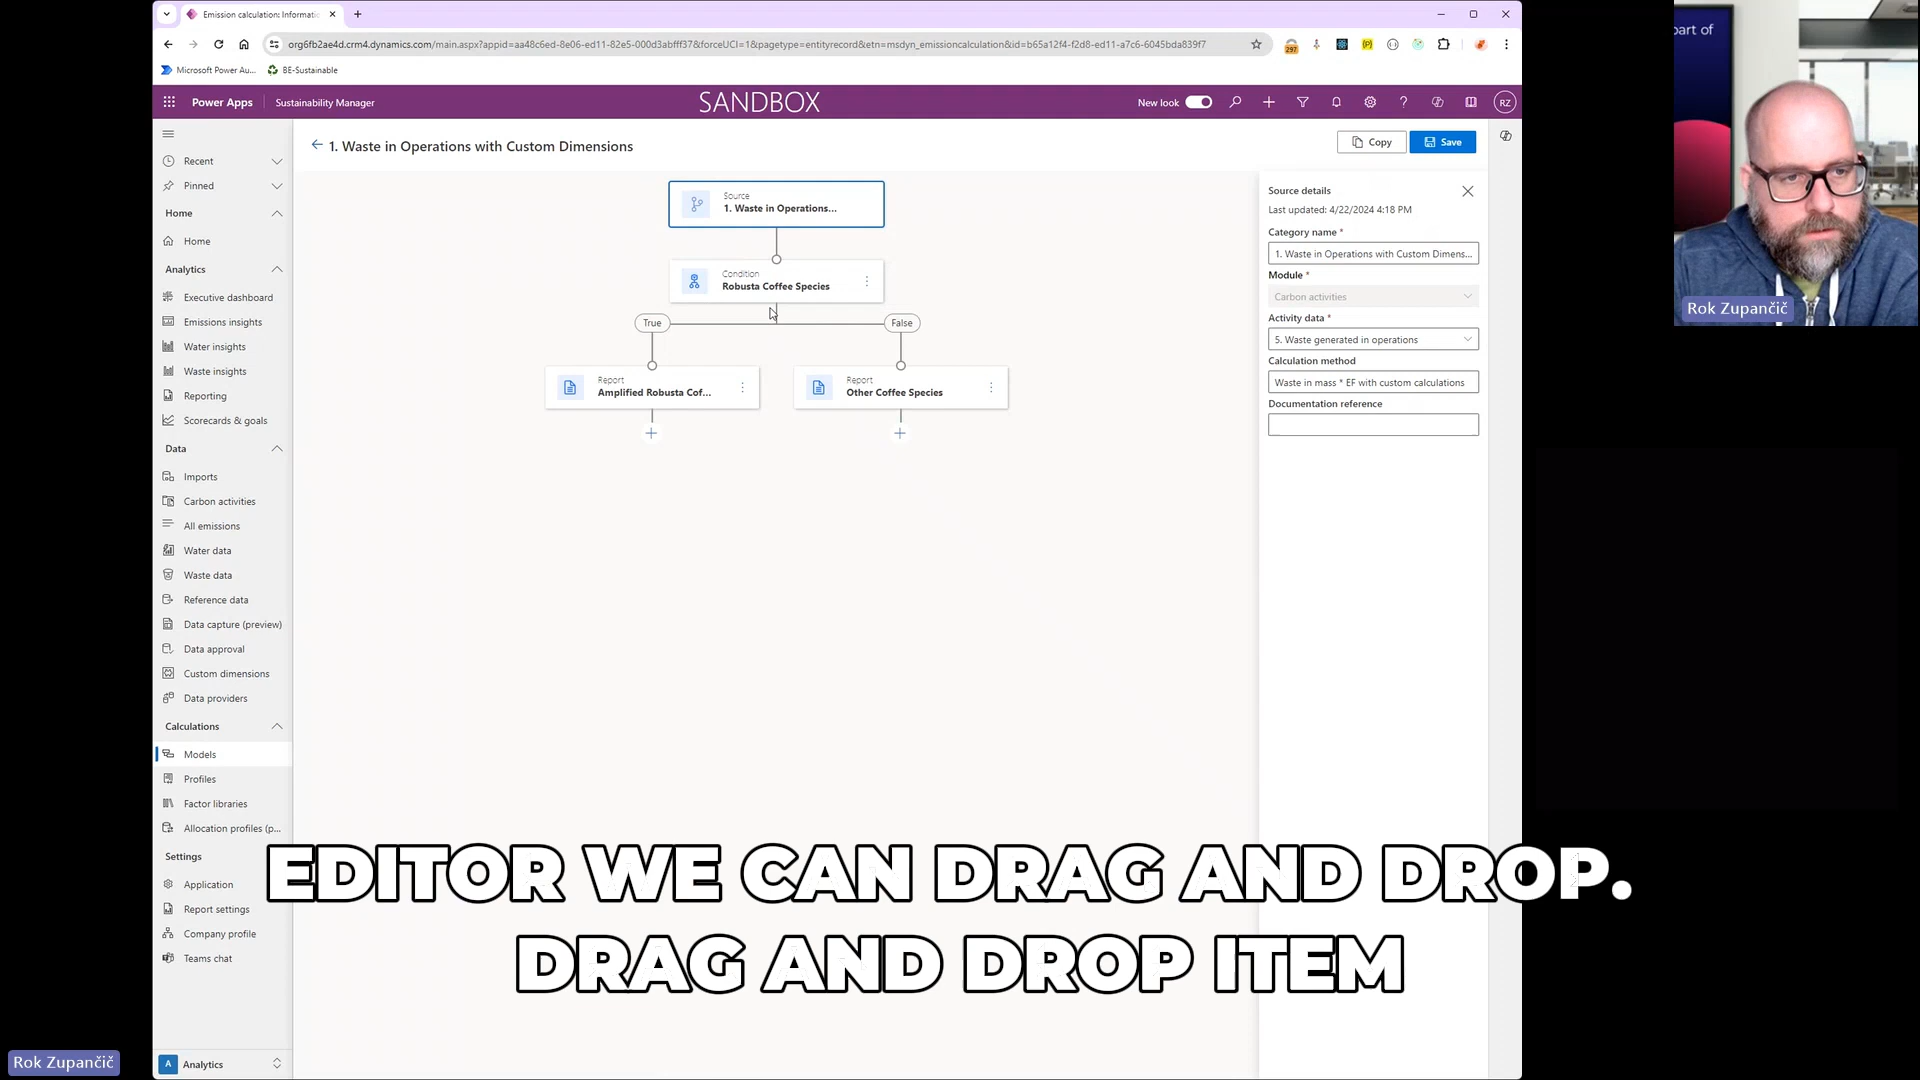 Emission calculation: Informatic
org6fb2ae4d.crm4.dynamics.com/main.aspx?appid=aa48c6ed-8e06-ed11-82e5-000d3abfff37&forceUCI=1&pagetype=entityrecord&etn=msdyn_emissioncalculation&id=b65a12f4-f2d8-ed11-a7c6-6045bda839f7
297
Microsoft Power Au...
BE-Sustainable
Power Apps
Sustainability Manager
SANDBOX
New look
RZ
Recent
Pinned
Home
Home
Analytics
Executive dashboard
Emissions insights
Water insights
Waste insights
Reporting
Scorecards & goals
Data
Imports
Carbon activities
All emissions
Water data
Waste data
Reference data
Data capture (preview)
Data approval
Custom dimensions
Data providers
Calculations
Models
Profiles
Factor libraries
Allocation profiles (p...
Settings
Application
Report settings
Company profile
Teams chat
A Analytics
1. Waste in Operations with Custom Dimensions
Copy
Save
Source
1. Waste in Operations...
Condition
Robusta Coffee Species
True
False
Report
Amplified Robusta Cof...
Report
Other Coffee Species
Source details
Last updated: 4/22/2024 4:18 PM
Category name *
1. Waste in Operations with Custom Dimens...
Module *
Carbon activities
Activity data *
5. Waste generated in operations
Calculation method
Waste in mass * EF with custom calculations
Documentation reference
part of
Rok Zupančič
EDITOR WE CAN DRAG AND DROP.
DRAG AND DROP ITEM
Rok Zupančič